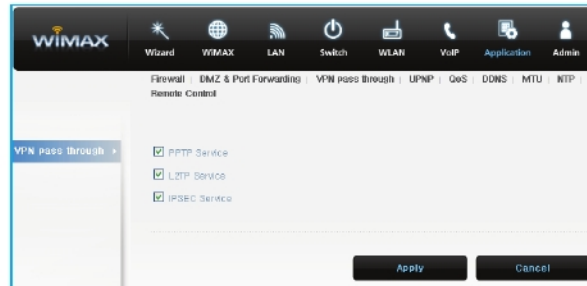 WiMAX
Wizard WiMAX LAN Switch WLAN VoIP Application Admin
Firewall | DMZ & Port Forwarding | VPN pass through | UPNP | QoS | DDNS | MTU | NTP |
Remote Control
VPN pass through
PPTP Service
L2TP Service
IPSEC Service
Apply Cancel